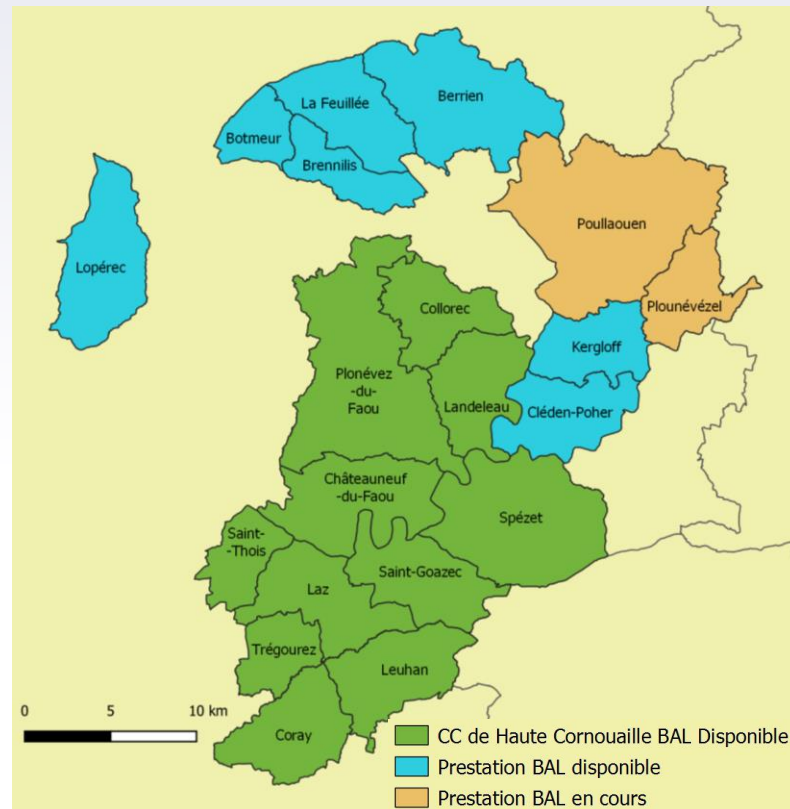 La Feuillée
Berrien
Botmeur
Brennilis
Poullaouen
Lopérec
Plounévézel
Collorec
Kergloff
Plonévez
-du-
Faou
Landeleau
Cléden-Poher
Châteauneuf
-du-Faou
Spézet
Saint-
-Thois
Saint-Goazec
Laz
Trégourez
Leuhan
Coray
0 5 10 km
CC de Haute Cornouaille BAL Disponible
Prestation BAL disponible
Prestation BAL en cours